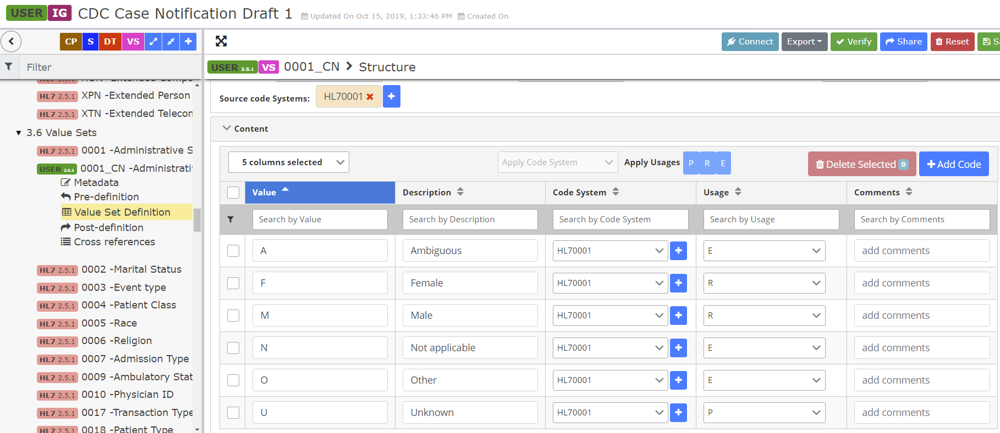 USER IG CDC Case Notification Draft 1 Updated On Oct 15, 2019, 1:33:46 PM Created On
CP S DT VS
Connect Export Verify Share Reset
Filter
USER 2.5.1 VS 0001_CN > Structure
HL7 2.5.1 XPN -Extended Person
HL7 2.5.1 XTN -Extended Telecon
3.6 Value Sets
HL7 2.5.1 0001 -Administrative S
USER 2.5.1 0001_CN -Administrativ
Metadata
Pre-definition
Value Set Definition
Post-definition
Cross references
HL7 2.5.1 0002 -Marital Status
HL7 2.5.1 0003 -Event type
HL7 2.5.1 0004 -Patient Class
HL7 2.5.1 0005 -Race
HL7 2.5.1 0006 -Religion
HL7 2.5.1 0007 -Admission Type
HL7 2.5.1 0009 -Ambulatory Stat
HL7 2.5.1 0010 -Physician ID
HL7 2.5.1 0017 -Transaction Type
HL7 2.5.1 0018 -Patient Type
Source code Systems: HL70001
Content
5 columns selected Apply Code System Apply Usages P R E Delete Selected 0 Add Code
Value Description Code System Usage Comments
Search by Value Search by Description Search by Code System Search by Usage Search by Comments
A Ambiguous HL70001 E add comments
F Female HL70001 R add comments
M Male HL70001 R add comments
N Not applicable HL70001 E add comments
O Other HL70001 E add comments
U Unknown HL70001 P add comments